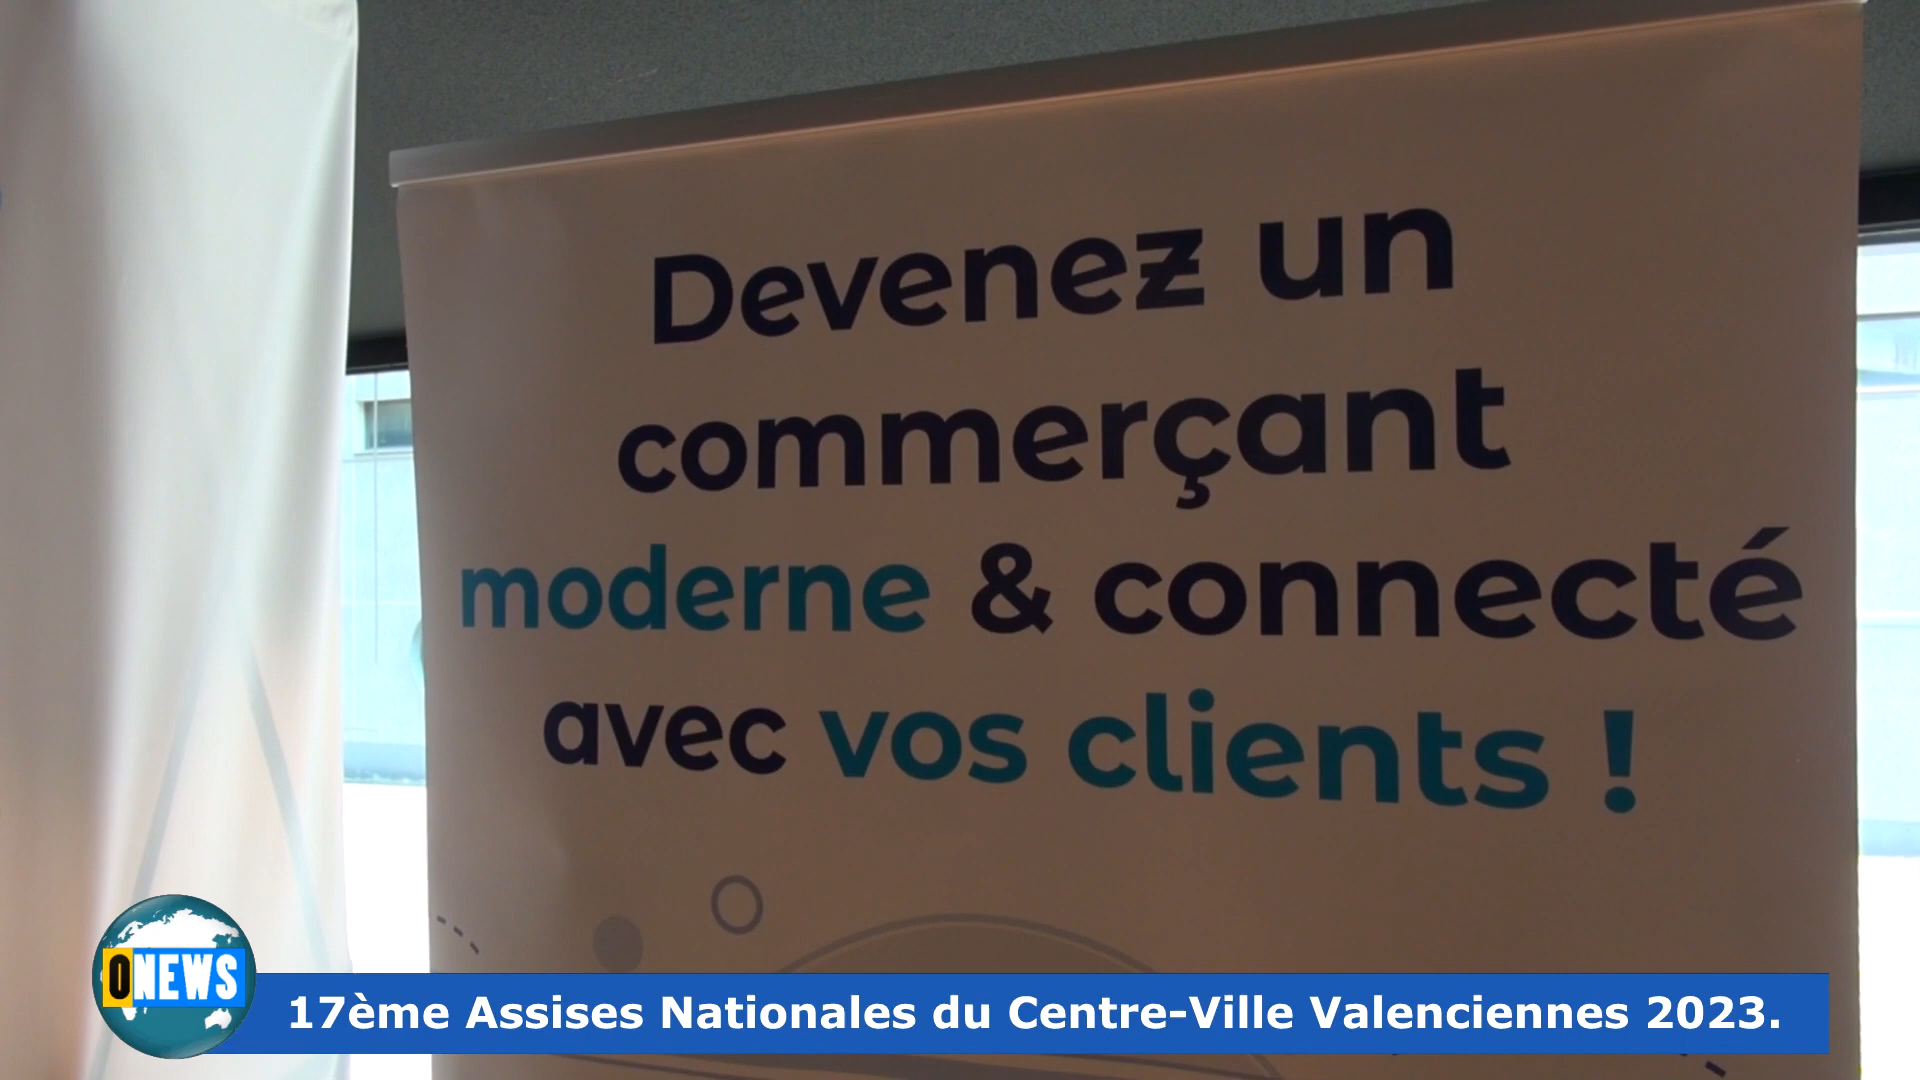 Devenez un
commerçant
moderne & connecté
avec vos clients !
ONEWS
17ème Assises Nationales du Centre-Ville Valenciennes 2023.